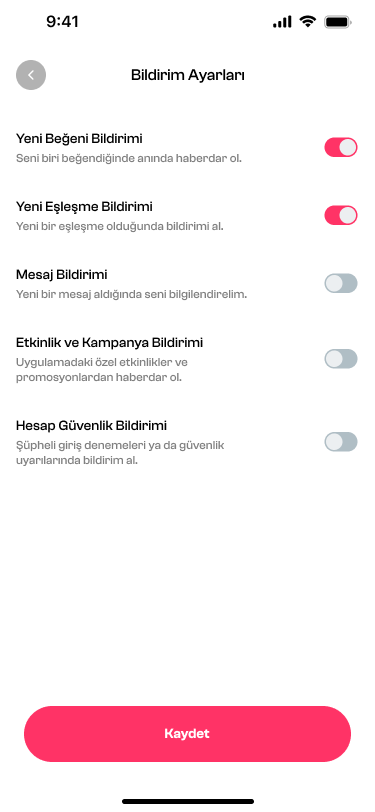 9:41
Bildirim Ayarları
Yeni Beğeni Bildirimi
Seni biri beğendiğinde anında haberdar ol.
Yeni Eşleşme Bildirimi
Yeni bir eşleşme olduğunda bildirimi al.
Mesaj Bildirimi
Yeni bir mesaj aldığında seni bilgilendirelim.
Etkinlik ve Kampanya Bildirimi
Uygulamadaki özel etkinlikler ve
promosyonlardan haberdar ol.
Hesap Güvenlik Bildirimi
Şüpheli giriş denemeleri ya da güvenlik
uyarılarında bildirim al.
Kaydet